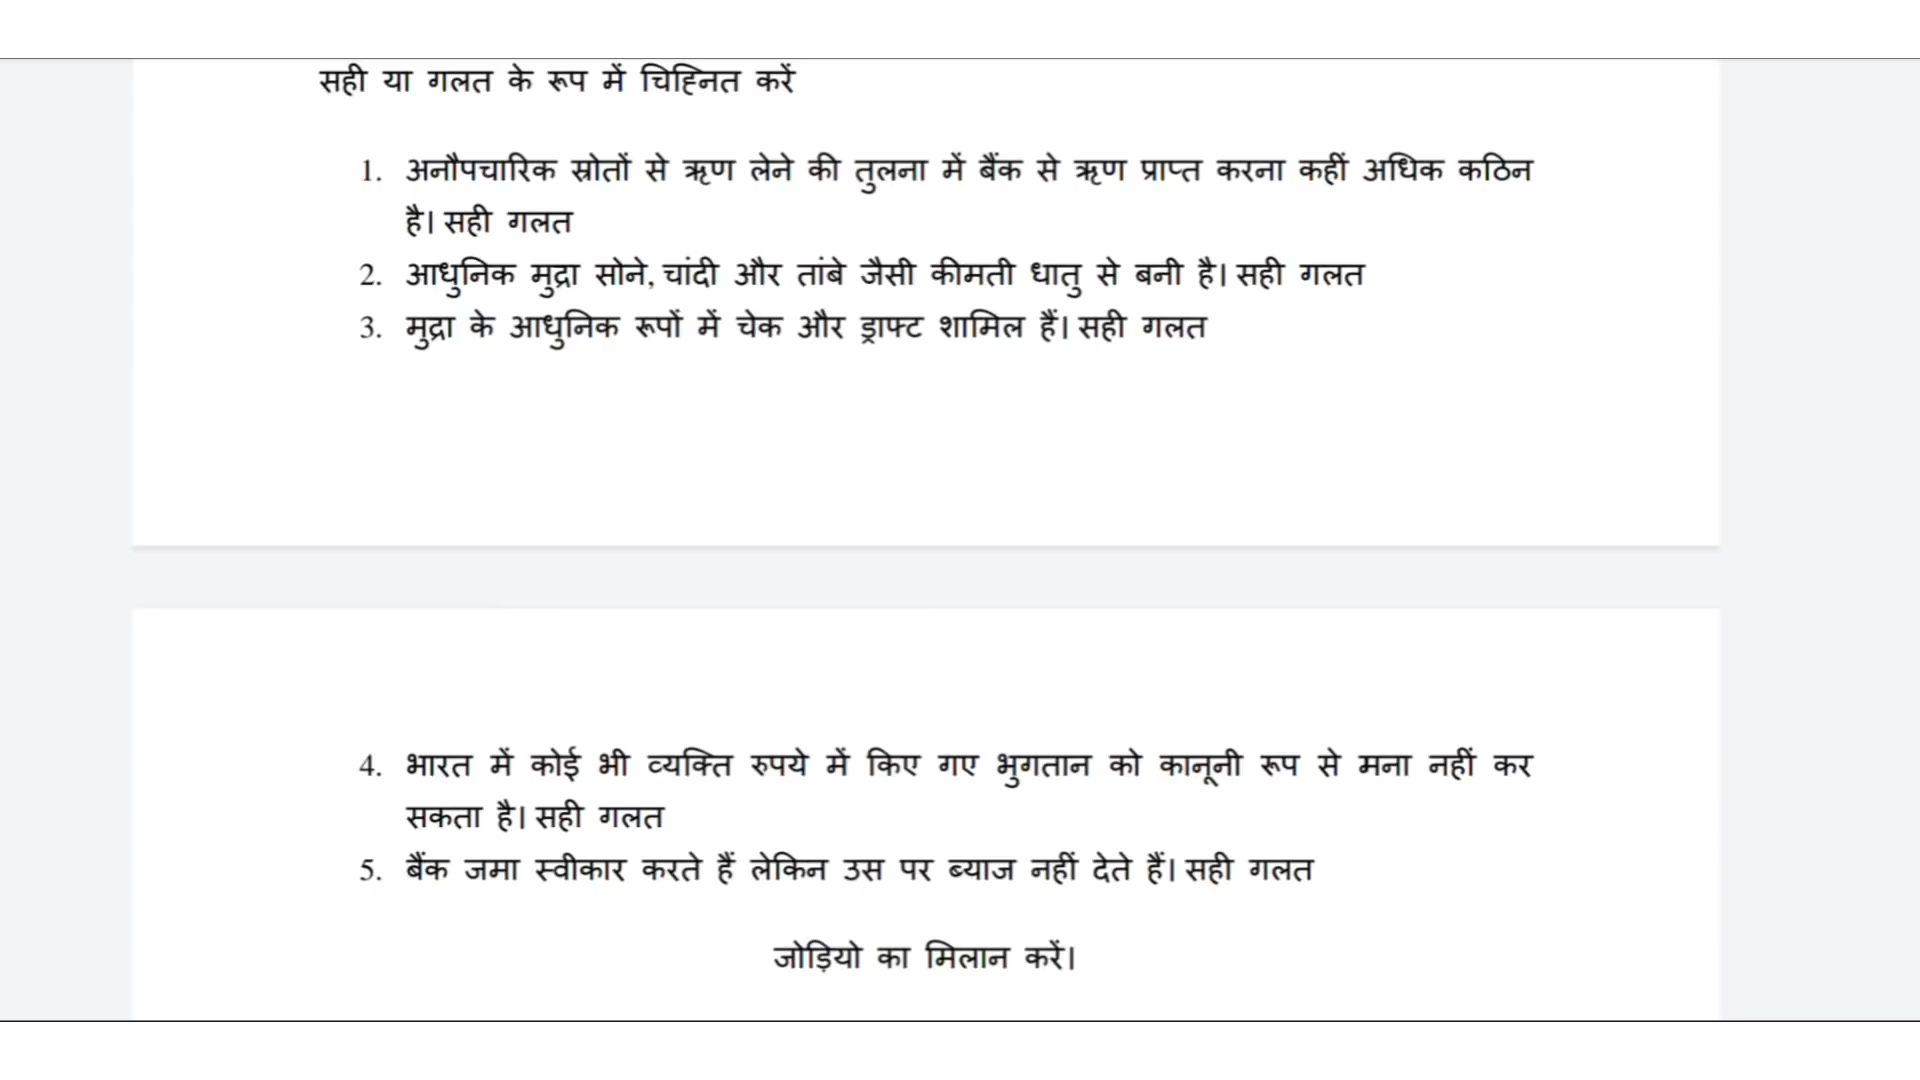 सही या गलत के रूप में चिह्नित करें
1. अनौपचारिक स्रोतों से ऋण लेने की तुलना में बैंक से ऋण प्राप्त करना कहीं अधिक कठिन
है। सही गलत
2. आधुनिक मुद्रा सोने, चांदी और तांबे जैसी कीमती धातु से बनी है। सही गलत
3. मुद्रा के आधुनिक रूपों में चेक और ड्राफ्ट शामिल हैं। सही गलत
4. भारत में कोई भी व्यक्ति रुपये में किए गए भुगतान को कानूनी रूप से मना नहीं कर
सकता है। सही गलत
5. बैंक जमा स्वीकार करते हैं लेकिन उस पर ब्याज नहीं देते हैं। सही गलत
जोड़ियो का मिलान करें।